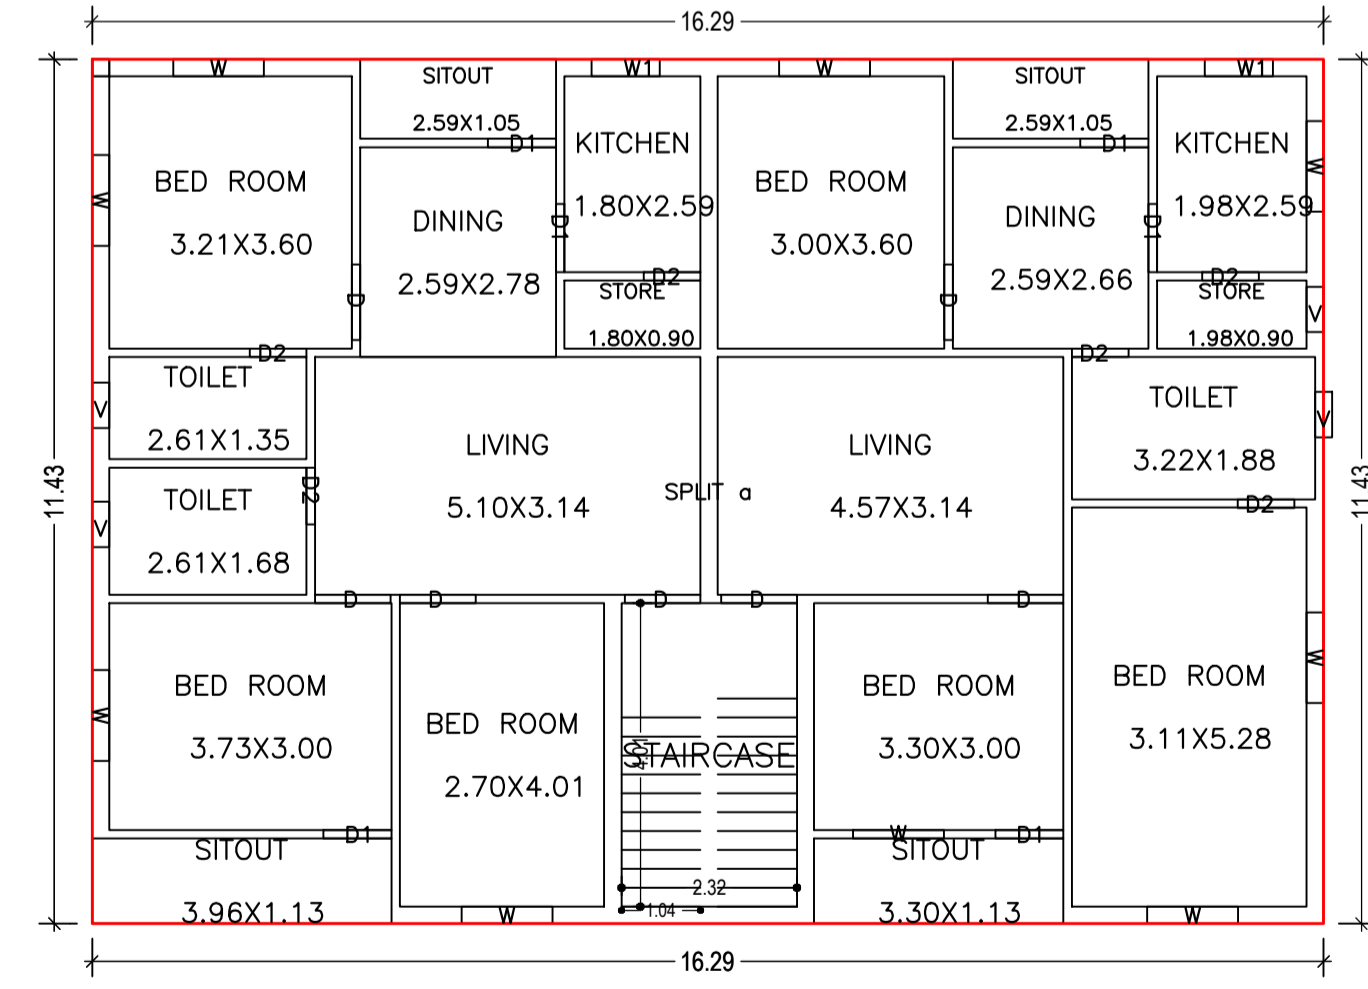 16.29
W
SITOUT
2.59X1.05
W1
W
SITOUT
2.59X1.05
W1
D1
D1
BED ROOM
3.21X3.60
W
DINING
2.59X2.78
D1
KITCHEN
1.80X2.59
BED ROOM
3.00X3.60
DINING
2.59X2.66
D1
KITCHEN
1.98X2.59
W
D
D2
STORE
1.80X0.90
D
D2
STORE
1.98X0.90
V
D2
D2
TOILET
2.61X1.35
V
LIVING
5.10X3.14
SPLIT a
LIVING
4.57X3.14
TOILET
3.22X1.88
V
11.43
11.43
D2
TOILET
2.61X1.68
V
D2
D
D
D
D
D
BED ROOM
3.73X3.00
W
BED ROOM
2.70X4.01
STAIRCASE
4.01
BED ROOM
3.30X3.00
BED ROOM
3.11X5.28
W
D1
W
D1
SITOUT
3.96X1.13
2.32
1.04
SITOUT
3.30X1.13
W
W
16.29